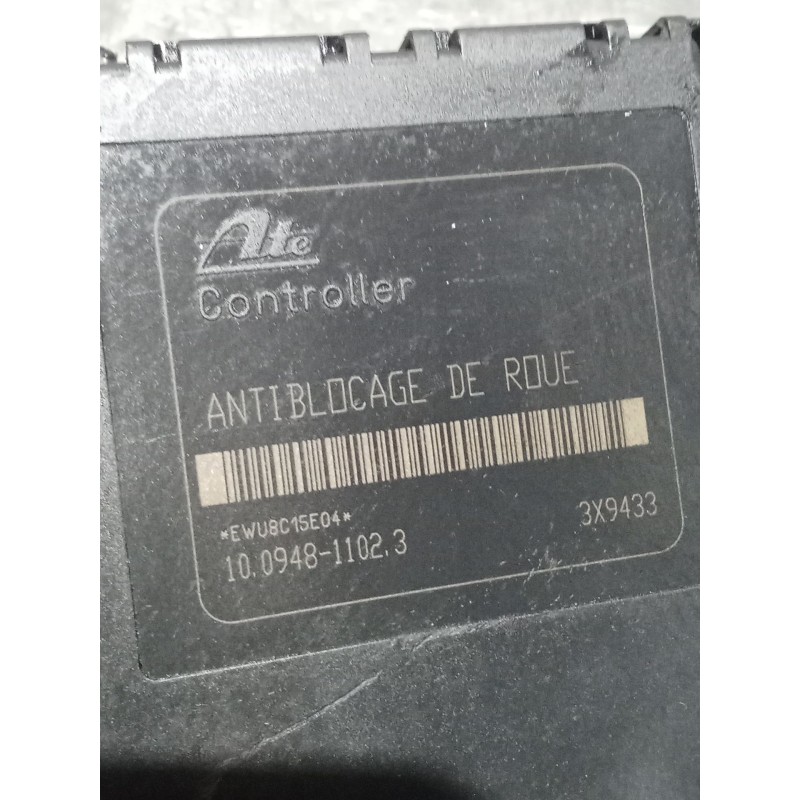 Ate
Controller
ANTIBLOCAGE DE ROUE
*EWU8C15E04*
3X9433
10.0948-1102.3